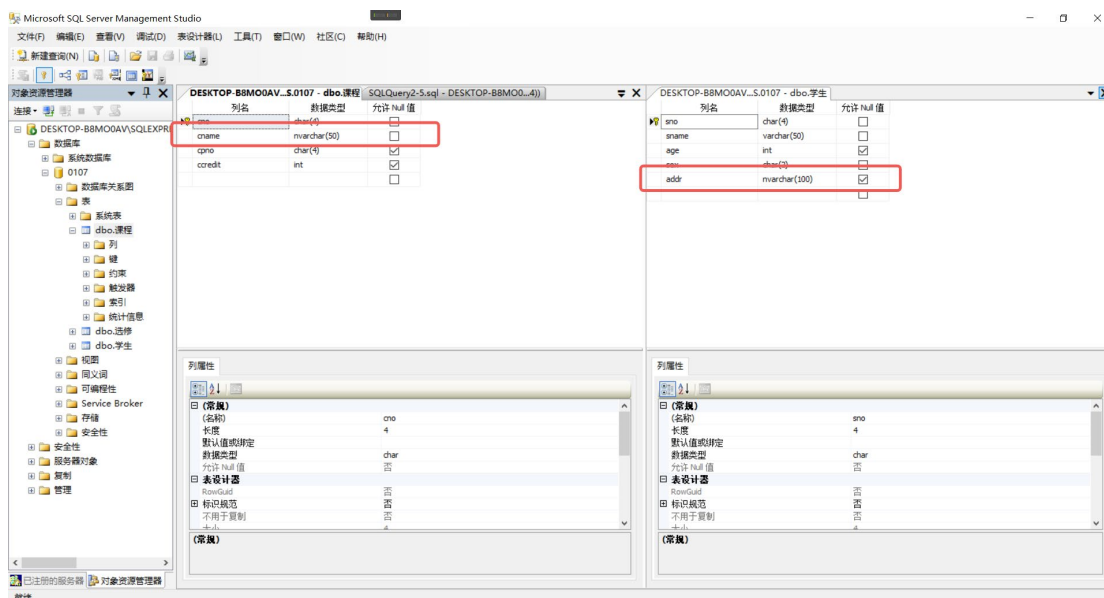 Microsoft SQL Server Management Studio
文件(F) 编辑(E) 查看(V) 调试(D) 表设计器(L) 工具(T) 窗口(W) 社区(C) 帮助(H)
新建查询(N)
对象资源管理器
连接
DESKTOP-B8MO0AV\SQLEXPRE
数据库
系统数据库
0107
数据库关系图
表
系统表
dbo.课程
列
键
约束
触发器
索引
统计信息
dbo.选修
dbo.学生
视图
同义词
可编程性
Service Broker
存储
安全性
安全性
服务器对象
复制
管理
已注册的服务器 对象资源管理器
DESKTOP-B8MO0AV...S.0107 - dbo.课程 SQLQuery2-5.sql - DESKTOP-B8MO0...4))
列名 数据类型 允许 Null 值
cno char(4)
cname nvarchar(50)
cpno char(4)
ccredit int
列属性
(常规)
(名称) cno
长度 4
默认值或绑定
数据类型 char
允许 Null 值 否
表设计器
RowGuid 否
标识规范 否
不用于复制 否
大小 4
(常规)
DESKTOP-B8MO0AV...S.0107 - dbo.学生
列名 数据类型 允许 Null 值
sno char(4)
sname varchar(50)
age int
sex char(2)
addr nvarchar(100)
列属性
(常规)
(名称) sno
长度 4
默认值或绑定
数据类型 char
允许 Null 值 否
表设计器
RowGuid 否
标识规范 否
不用于复制 否
大小 4
(常规)
就绪